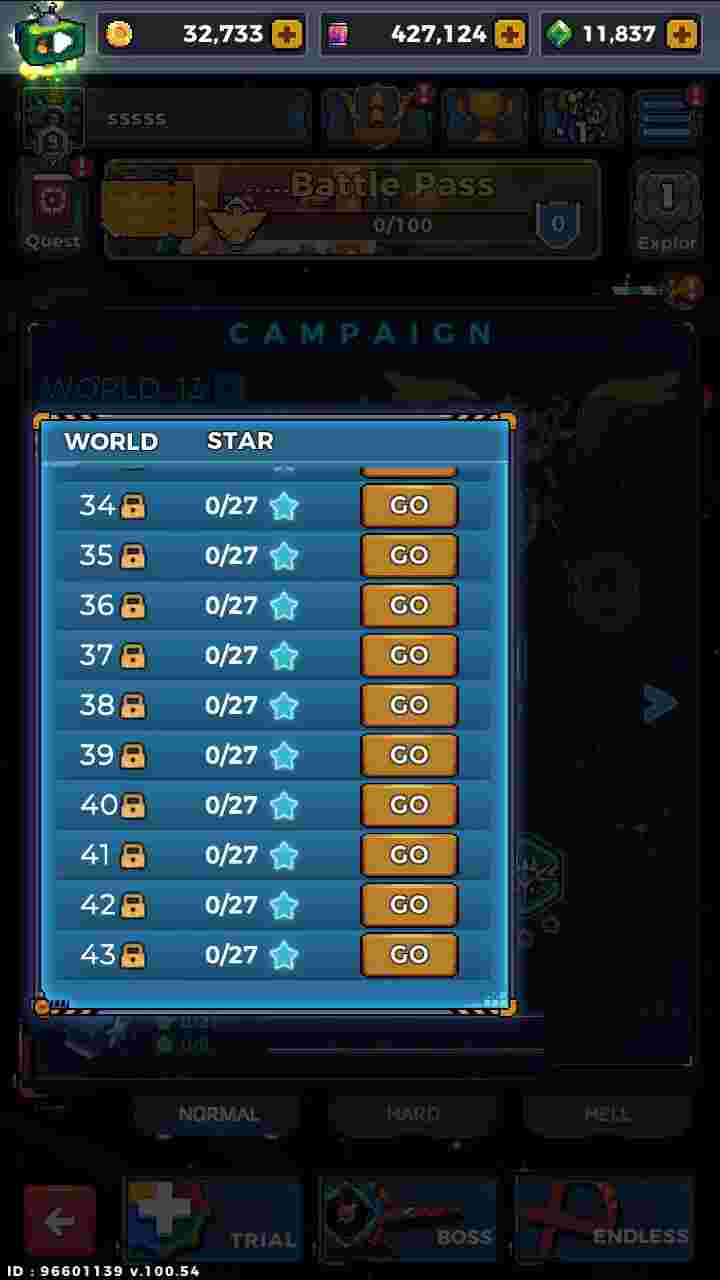 32,733
427,124
11,837
9
sssss
1
Battle Pass
0/100
0
1
Quest
Explor
CAMPAIGN
WORLD 13
WORLD STAR
34 0/27 GO
35 0/27 GO
36 0/27 GO
37 0/27 GO
38 0/27 GO
39 0/27 GO
40 0/27 GO
41 0/27 GO
42 0/27 GO
43 0/27 GO
NORMAL HARD HELL
TRIAL BOSS ENDLESS
ID : 96601139 v.100.54